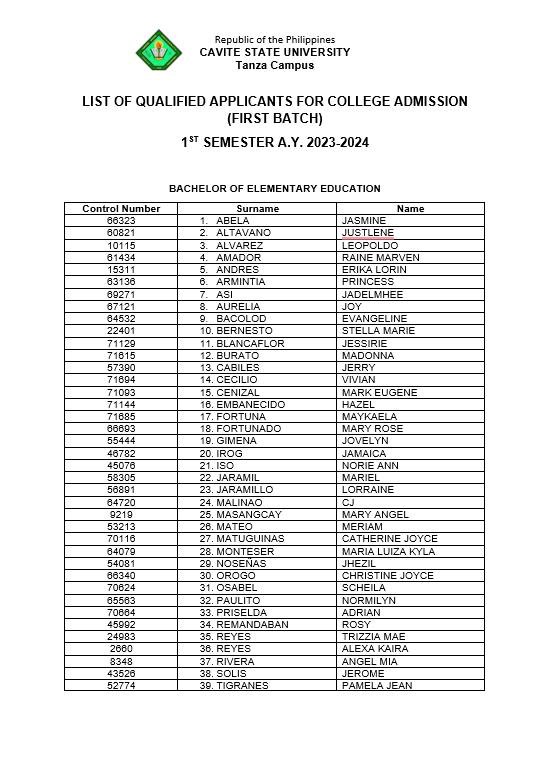 Republic of the Philippines
CAVITE STATE UNIVERSITY
Tanza Campus
LIST OF QUALIFIED APPLICANTS FOR COLLEGE ADMISSION
(FIRST BATCH)
1ST SEMESTER A.Y. 2023-2024
BACHELOR OF ELEMENTARY EDUCATION
Control Number Surname Name
66323 1. ABELA JASMINE
60821 2. ALTAVANO JUSTLENE
10115 3. ALVAREZ LEOPOLDO
61434 4. AMADOR RAINE MARVEN
15311 5. ANDRES ERIKA LORIN
63136 6. ARMINTIA PRINCESS
69271 7. ASI JADELMHEE
67121 8. AURELIA JOY
64532 9. BACOLOD EVANGELINE
22401 10. BERNESTO STELLA MARIE
71129 11. BLANCAFLOR JESSIRIE
71615 12. BURATO MADONNA
57390 13. CABILES JERRY
71694 14. CECILIO VIVIAN
71093 15. CENIZAL MARK EUGENE
71144 16. EMBANECIDO HAZEL
71685 17. FORTUNA MAYKAELA
66693 18. FORTUNADO MARY ROSE
55444 19. GIMENA JOVELYN
46782 20. IROG JAMAICA
45076 21. ISO NORIE ANN
58305 22. JARAMIL MARIEL
56891 23. JARAMILLO LORRAINE
64720 24. MALINAO CJ
9219 25. MASANGCAY MARY ANGEL
53213 26. MATEO MERIAM
70116 27. MATUGUINAS CATHERINE JOYCE
64079 28. MONTESER MARIA LUIZA KYLA
54081 29. NOSEÑAS JHEZIL
66340 30. OROGO CHRISTINE JOYCE
70624 31. OSABEL SCHEILA
65563 32. PAULITO NORMILYN
70664 33. PRISELDA ADRIAN
45992 34. REMANDABAN ROSY
24983 35. REYES TRIZZIA MAE
2660 36. REYES ALEXA KAIRA
8348 37. RIVERA ANGEL MIA
43526 38. SOLIS JEROME
52774 39. TIGRANES PAMELA JEAN